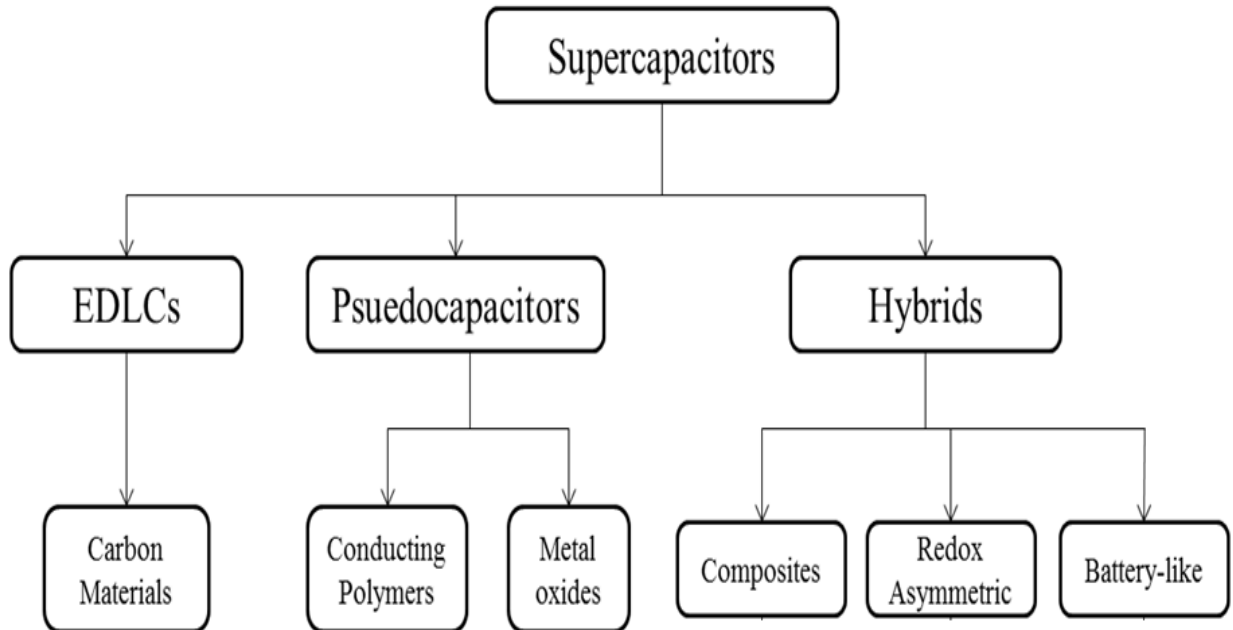 Supercapacitors
EDLCs
Psuedocapacitors
Hybrids
Carbon
Materials
Conducting
Polymers
Metal
oxides
Composites
Redox
Asymmetric
Battery-like